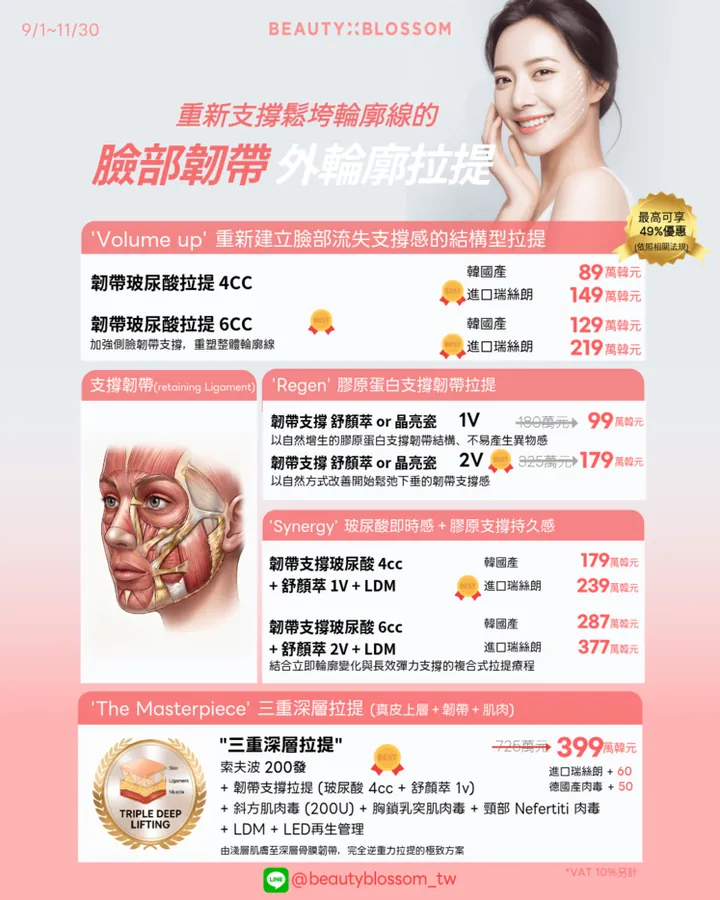 9/1~11/30
BEAUTY BLOSSOM
重新支撐鬆垮輪廓線的
臉部韌帶 外輪廓拉提
最高可享
49%優惠
(依照相關法規)
'Volume up' 重新建立臉部流失支撐感的結構型拉提
韌帶玻尿酸拉提 4CC
韓國產 89萬韓元
BEST 進口瑞絲朗 149萬韓元
韌帶玻尿酸拉提 6CC BEST
加強側臉韌帶支撐，重塑整體輪廓線
韓國產 129萬韓元
BEST 進口瑞絲朗 219萬韓元
支撐韌帶(retaining Ligament)
'Regen' 膠原蛋白支撐韌帶拉提
韌帶支撐 舒顏萃 or 晶亮瓷 1V 180萬元 99萬韓元
以自然增生的膠原蛋白支撐韌帶結構、不易產生異物感
韌帶支撐 舒顏萃 or 晶亮瓷 2V BEST 325萬元 179萬韓元
以自然方式改善開始鬆弛下垂的韌帶支撐感
'Synergy' 玻尿酸即時感＋膠原支撐持久感
韌帶支撐玻尿酸 4cc
+ 舒顏萃 1V + LDM
韓國產 179萬韓元
BEST 進口瑞絲朗 239萬韓元
韌帶支撐玻尿酸 6cc
+ 舒顏萃 2V + LDM
韓國產 287萬韓元
進口瑞絲朗 377萬韓元
結合立即輪廓變化與長效彈力支撐的複合式拉提療程
'The Masterpiece' 三重深層拉提 (真皮上層＋韌帶＋肌肉)
Skin
Ligament
Muscle
TRIPLE DEEP
LIFTING
"三重深層拉提" BEST 725萬元 399萬韓元
索夫波 200發
+ 韌帶支撐拉提 (玻尿酸 4cc + 舒顏萃 1v)
+ 斜方肌肉毒 (200U) + 胸鎖乳突肌肉毒 + 頸部 Nefertiti 肉毒
+ LDM + LED再生管理
由淺層肌膚至深層骨膜韌帶，完全逆重力拉提的極致方案
進口瑞絲朗 + 60
德國產肉毒 + 50
*VAT 10%另計
LINE @beautyblossom_tw